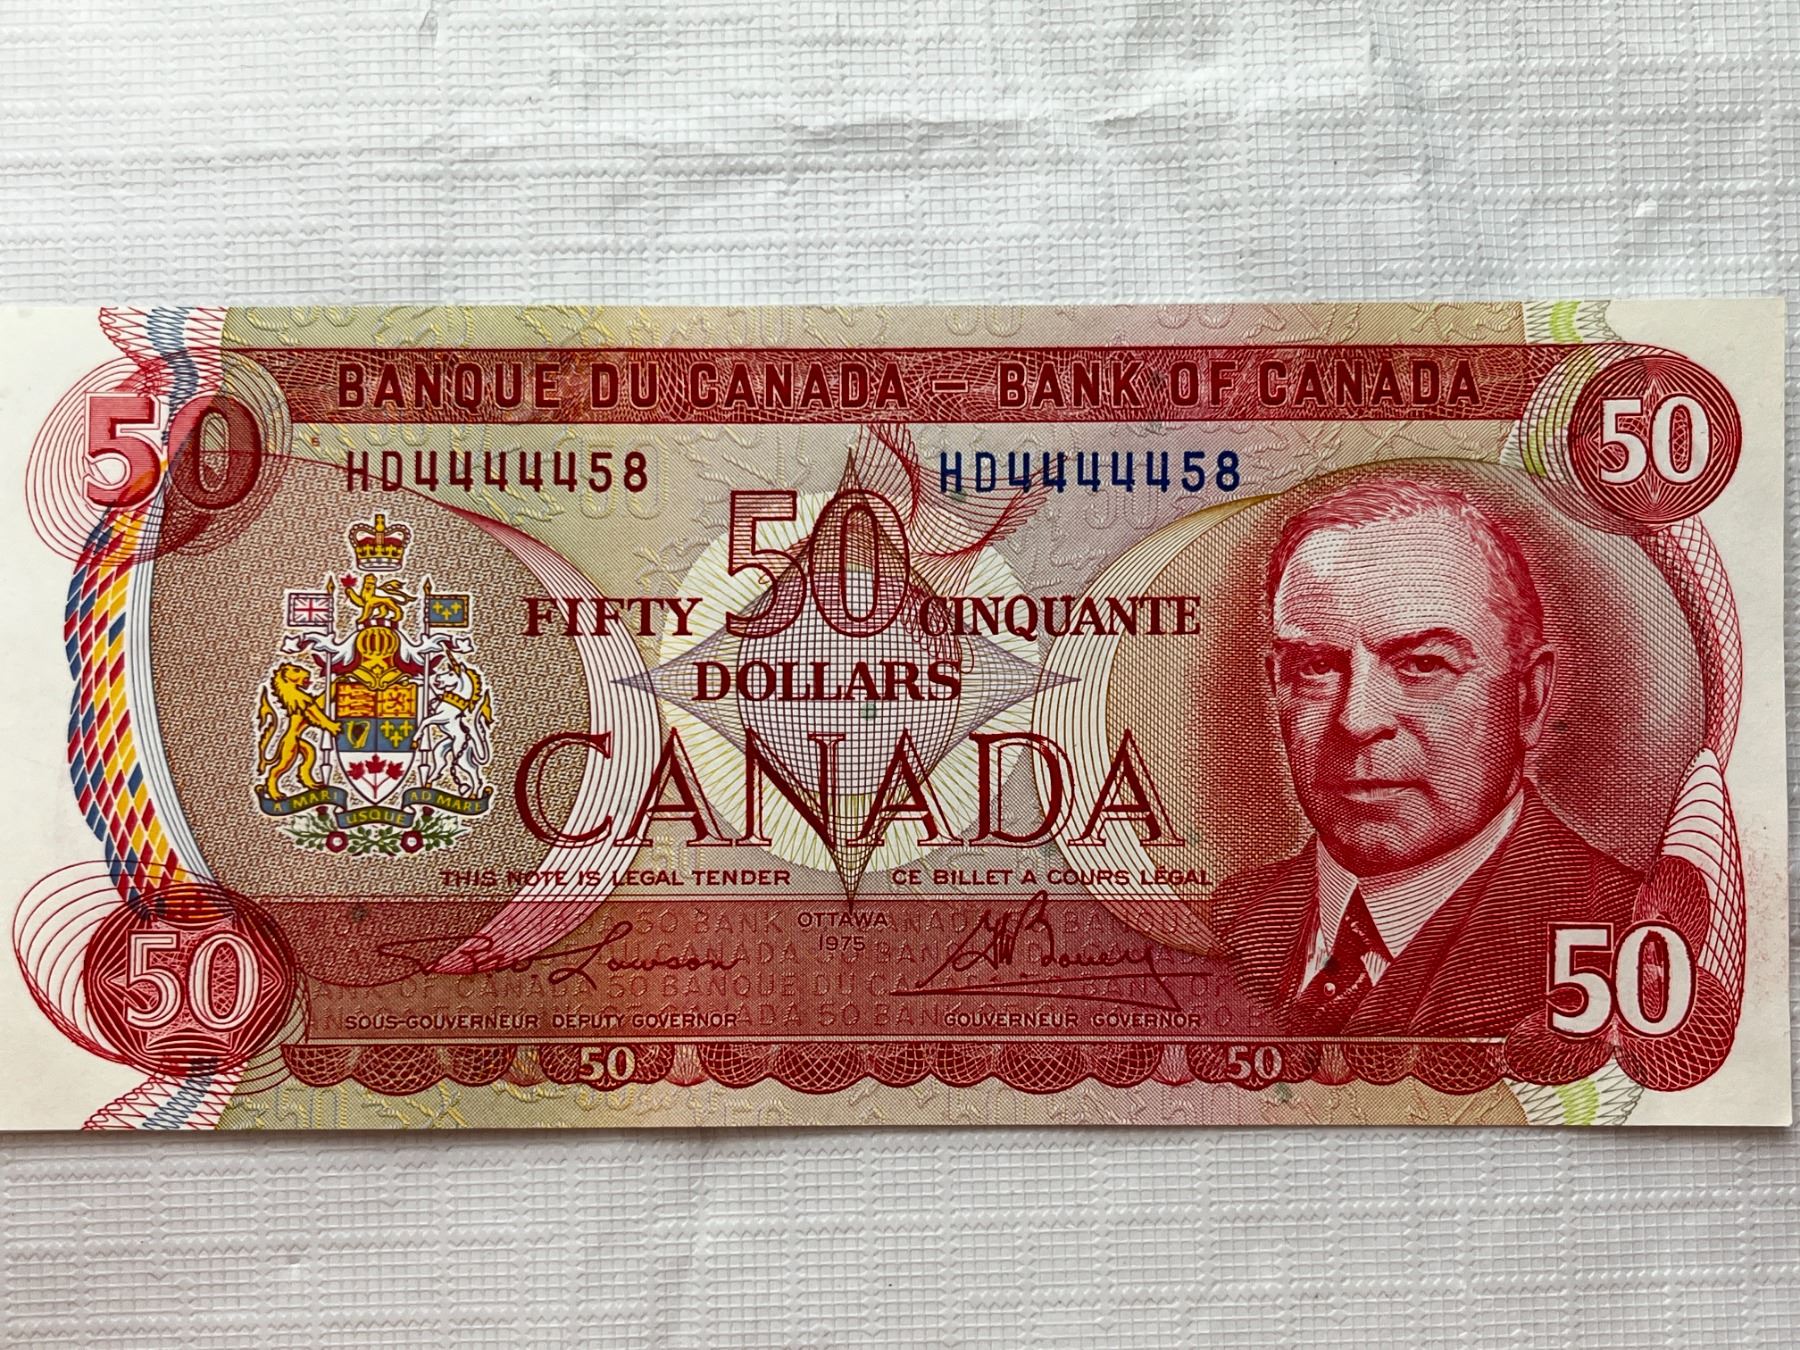 BANQUE DU CANADA – BANK OF CANADA
50
50
HD4444458
HD4444458
50
FIFTY
CINQUANTE
DOLLARS
CANADA
A MARI USQUE AD MARE
THIS NOTE IS LEGAL TENDER
CE BILLET A COURS LÉGAL
OTTAWA
1975
50
50
SOUS-GOUVERNEUR DEPUTY GOVERNOR
GOUVERNEUR GOVERNOR
50
50